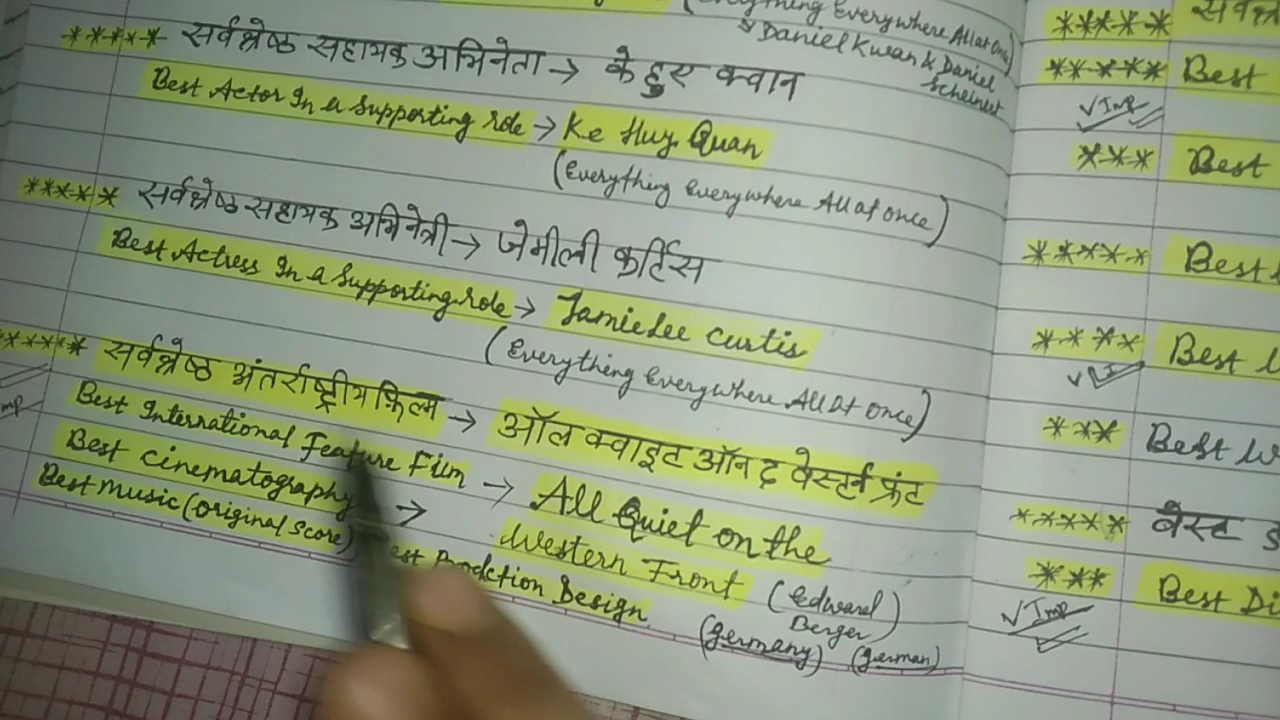 (Everything Everywhere All at Once)
↳ Daniel Kwan & Daniel
Scheinert
***** सर्वश्रेष्ठ सहायक अभिनेता → के हुए क्वान
Best Actor In a Supporting role → Ke Huy Quan
(Everything Everywhere All at once)
***** सर्वश्रेष्ठ सहायक अभिनेत्री → जेमीली कर्टिस
Best Actress In a Supporting role → Jamie Lee Curtis
(Everything Everywhere All At Once)
***** सर्वश्रेष्ठ अंतर्राष्ट्रीय फिल्म → ऑल क्वाइट ऑन द वेस्टर्न फ्रंट
Best International Feature Film → All Quiet on the
Best Cinematography → Western Front (Edward
Berger)
Best Music (Original Score), Best Prodction Design (Germany) (German)
*****
***** Best
✓Imp
*** Best
***** Best
**** Best
*** Best
***** बेस्ट
*** Best Di
✓Imp